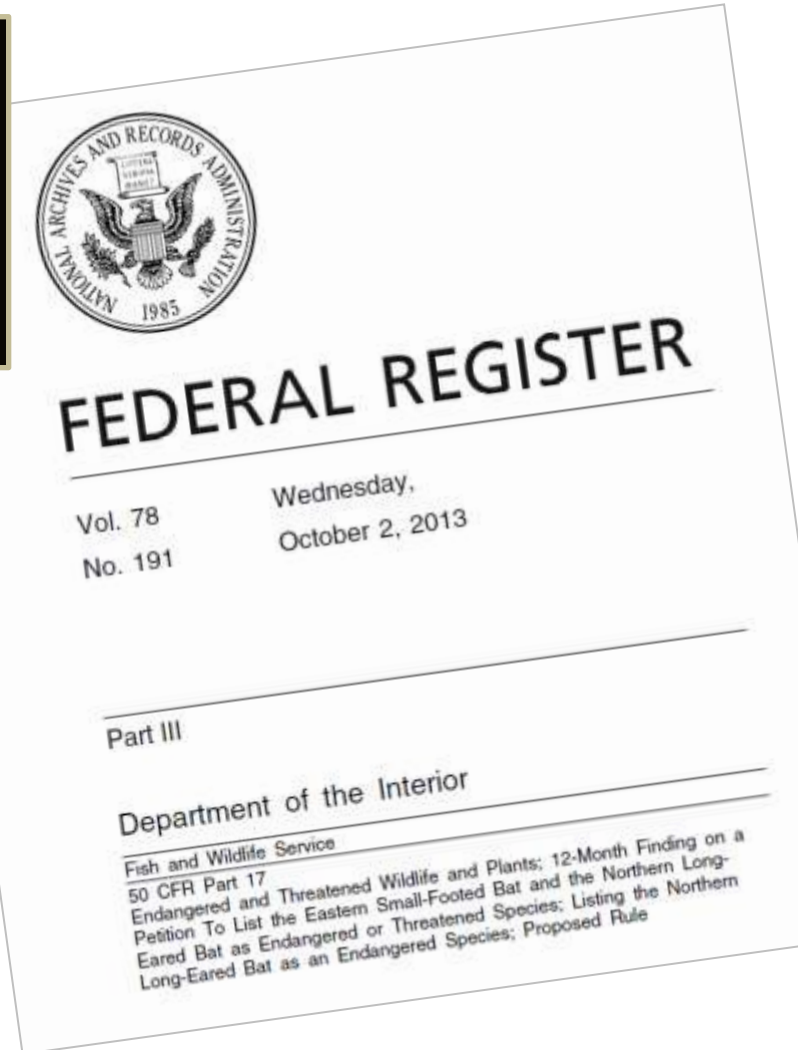 NATIONAL ARCHIVES AND RECORDS ADMINISTRATION
1985
LITTERA
SCRIPTA
MANET
FEDERAL REGISTER
Vol. 78
No. 191
Wednesday,
October 2, 2013
Part III
Department of the Interior
Fish and Wildlife Service
50 CFR Part 17
Endangered and Threatened Wildlife and Plants; 12-Month Finding on a
Petition To List the Eastern Small-Footed Bat and the Northern Long-
Eared Bat as Endangered or Threatened Species; Listing the Northern
Long-Eared Bat as an Endangered Species; Proposed Rule